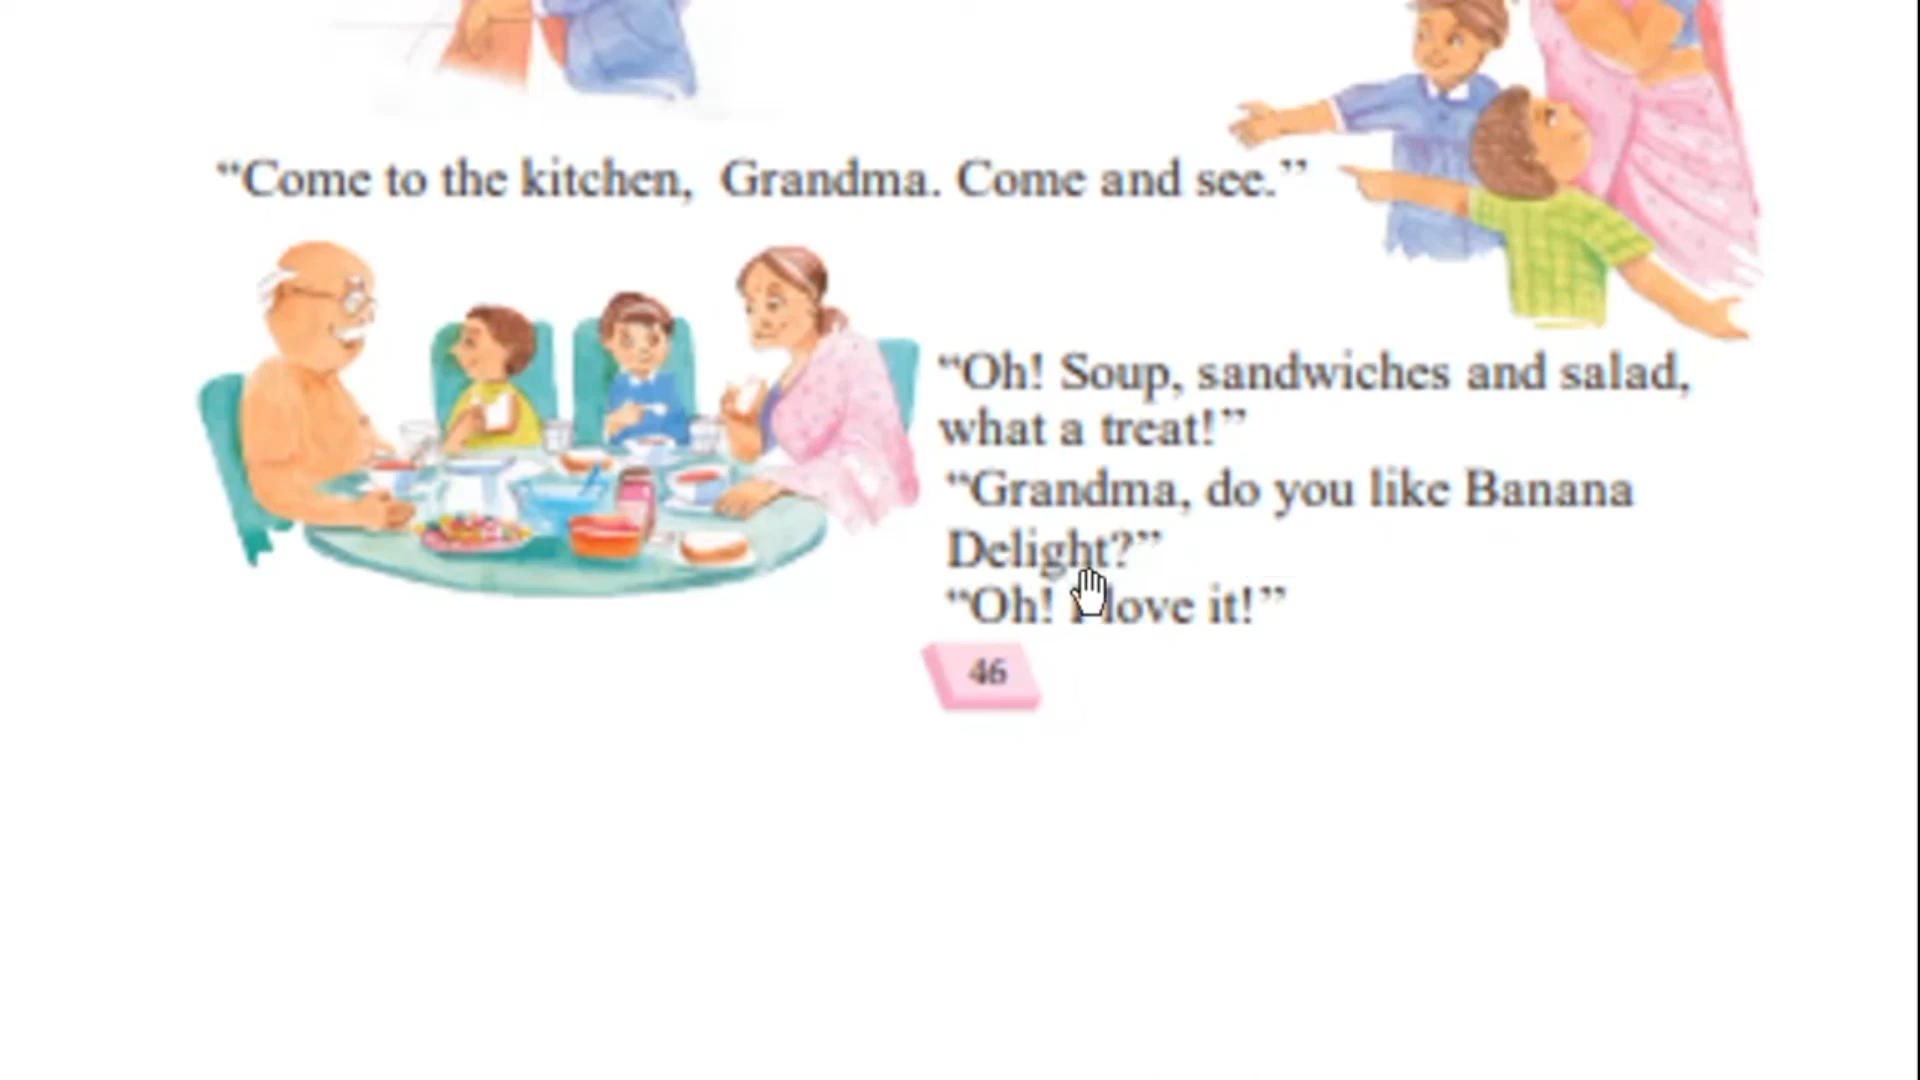 “Come to the kitchen, Grandma. Come and see.”
“Oh! Soup, sandwiches and salad,
what a treat!”
“Grandma, do you like Banana
Delight?”
“Oh! I love it!”
46